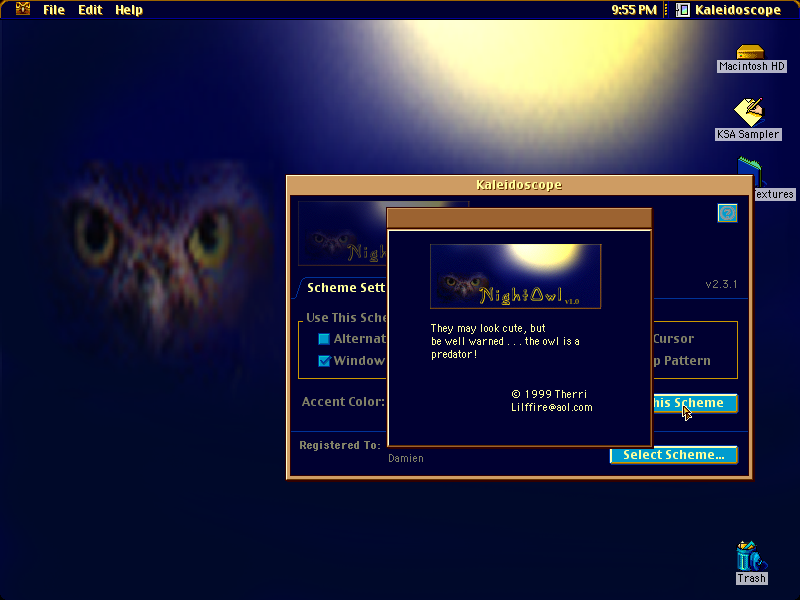 File Edit Help 9:55 PM Kaleidoscope
Macintosh HD
KSA Sampler
extures
Kaleidoscope
Nigh
NightOwl v1.0
v2.3.1
Scheme Sett
Use This Sche
Alternat
Cursor
Window
p Pattern
They may look cute, but
be well warned . . . the owl is a
predator!
Accent Color:
his Scheme
© 1999 Therri
Lilffire@aol.com
Registered To:
Damien
Select Scheme...
Trash